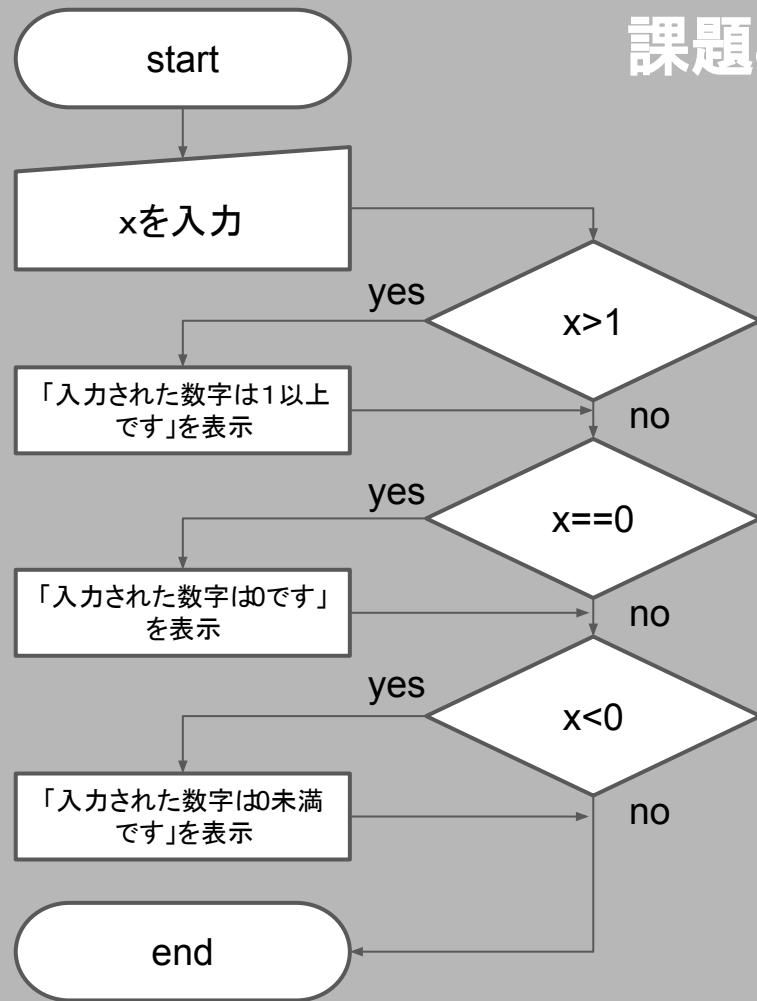 課題
start
xを入力
yes
x>1
「入力された数字は１以上
です」を表示
no
yes
x==0
「入力された数字は0です」
を表示
no
yes
x<0
「入力された数字は0未満
です」を表示
no
end